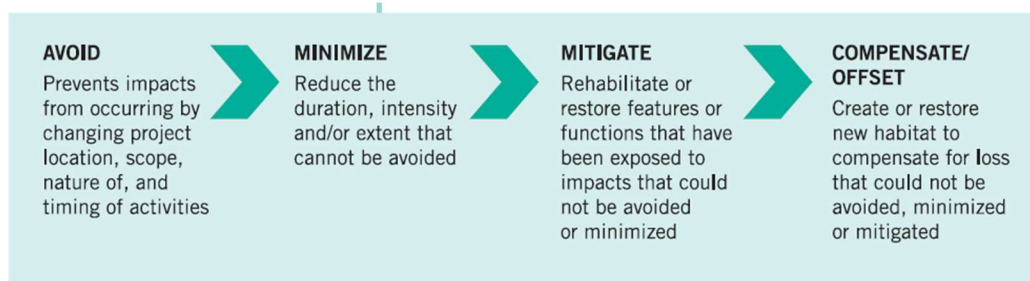 AVOID
Prevents impacts
from occurring by
changing project
location, scope,
nature of, and
timing of activities
MINIMIZE
Reduce the
duration, intensity
and/or extent that
cannot be avoided
MITIGATE
Rehabilitate or
restore features or
functions that have
been exposed to
impacts that could
not be avoided
or minimized
COMPENSATE/
OFFSET
Create or restore
new habitat to
compensate for loss
that could not be
avoided, minimized
or mitigated